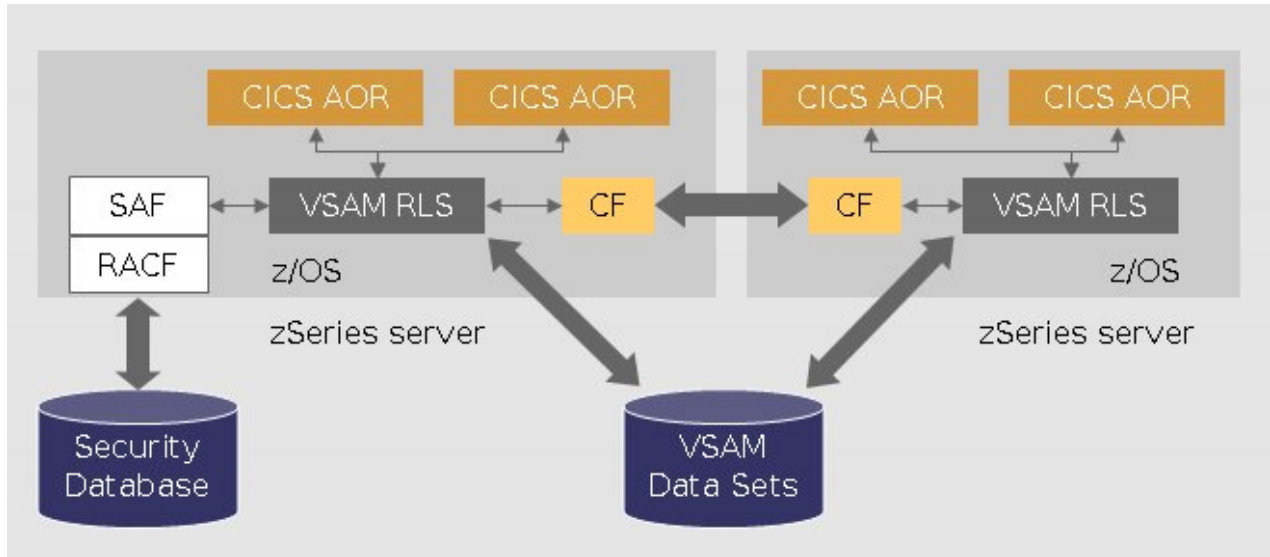 CICS AOR
CICS AOR
CICS AOR
CICS AOR
SAF
VSAM RLS
CF
CF
VSAM RLS
RACF
z/OS
z/OS
zSeries server
zSeries server
Security
Database
VSAM
Data Sets